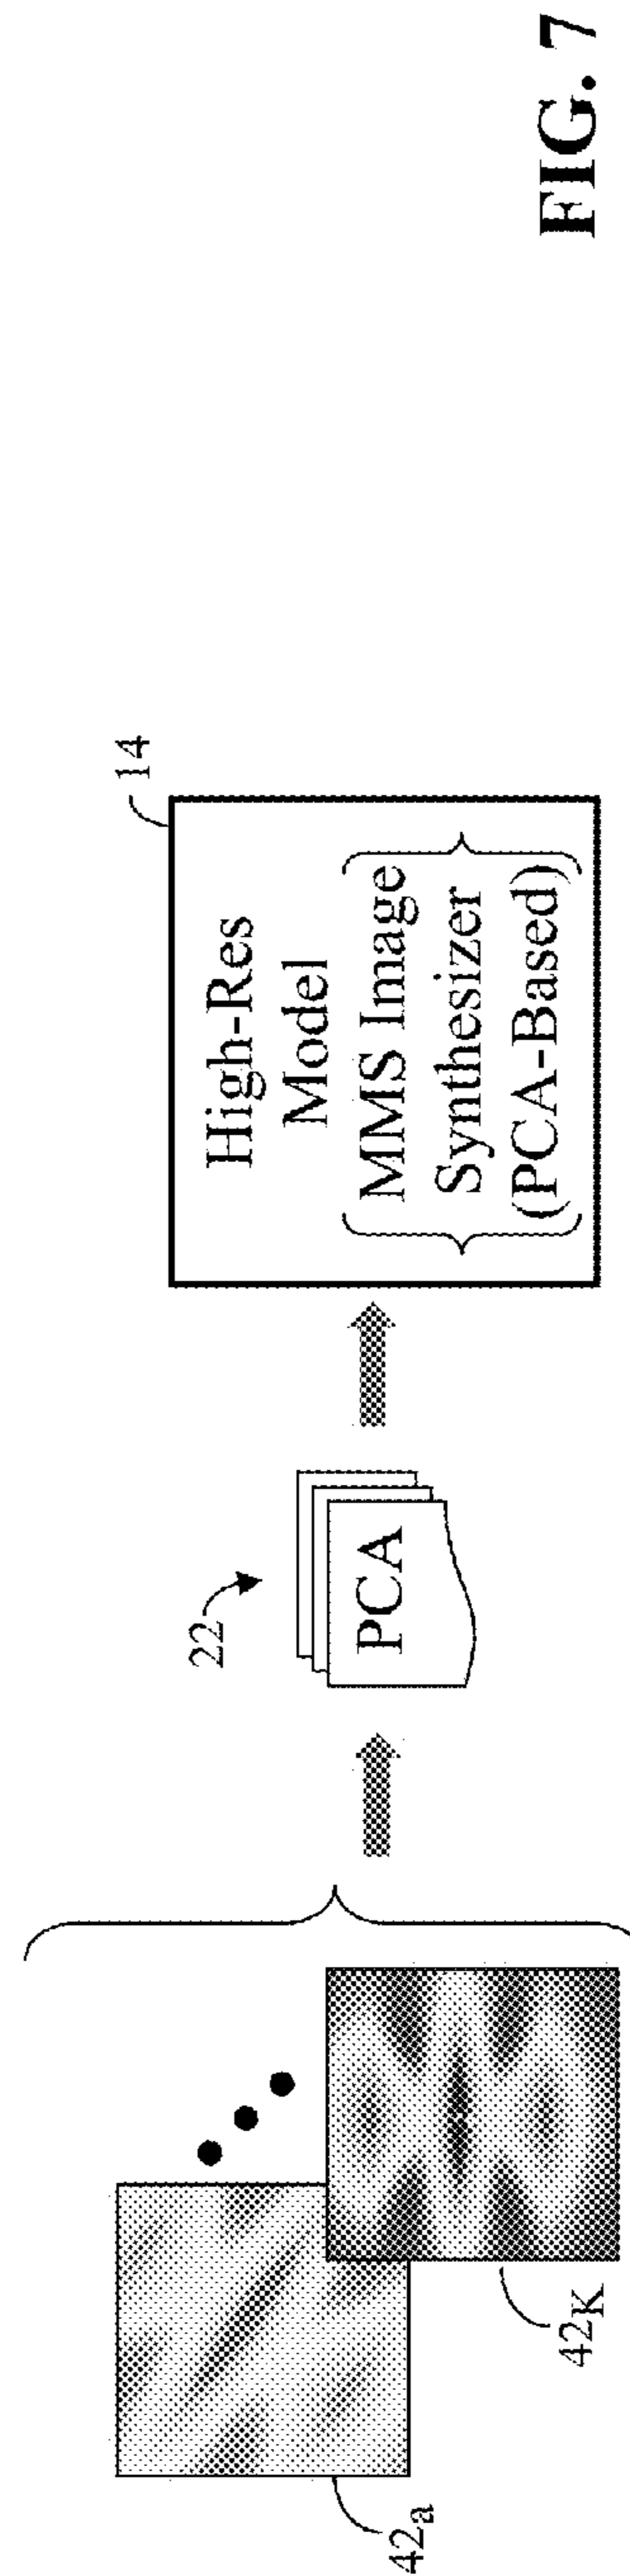 42a
42K
22
PCA
14
High-Res
Model
MMS Image
Synthesizer
(PCA-Based)
FIG. 7